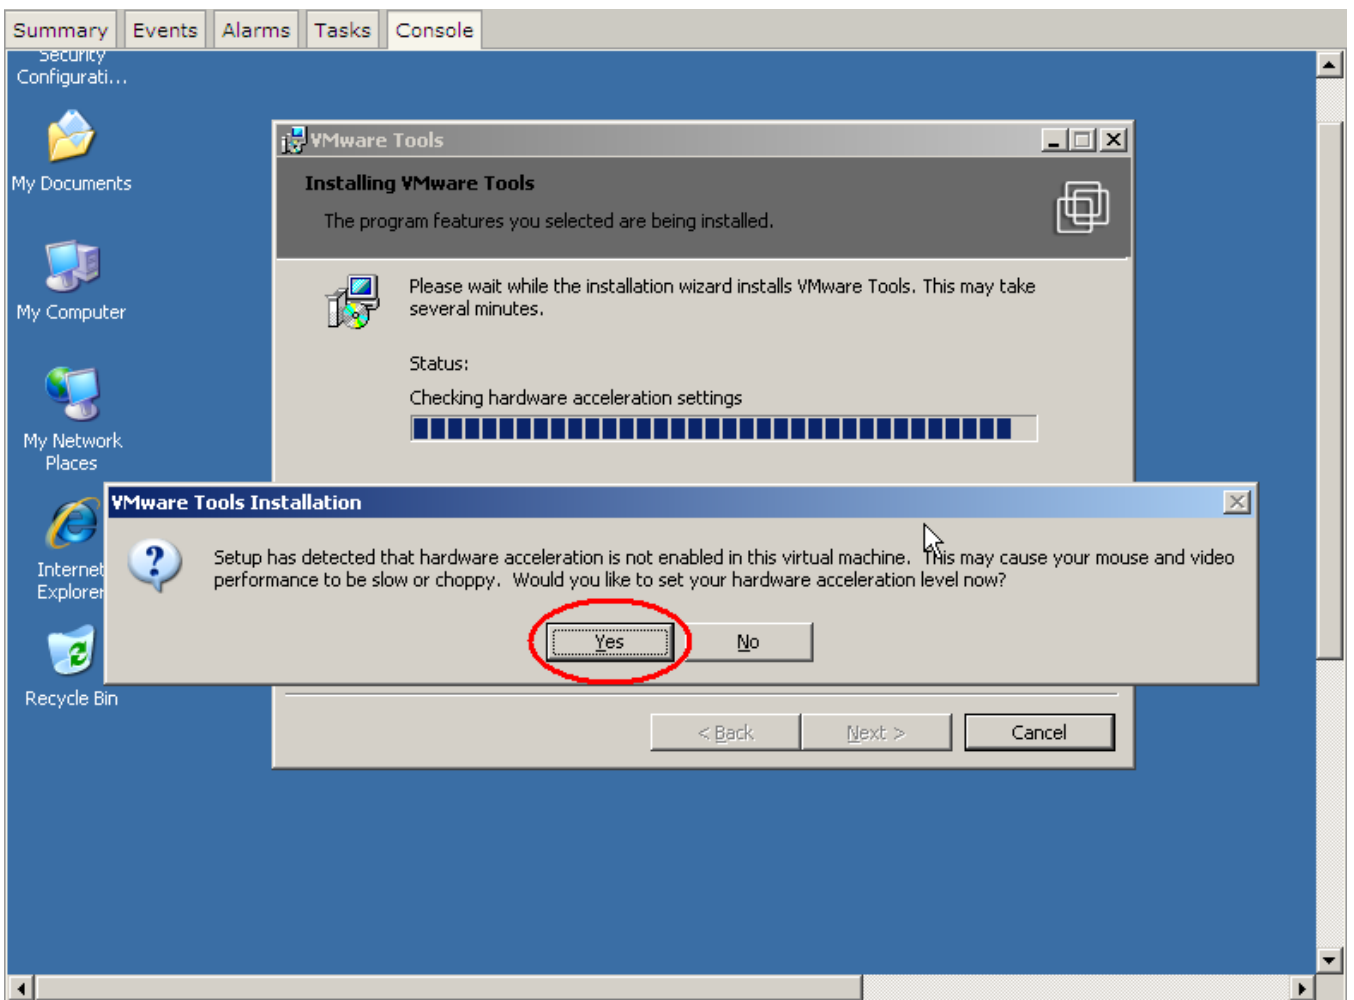 Summary Events Alarms Tasks Console
Security
Configurati...
My Documents
My Computer
My Network
Places
Internet
Explorer
Recycle Bin
VMware Tools
Installing VMware Tools
The program features you selected are being installed.
Please wait while the installation wizard installs VMware Tools. This may take
several minutes.
Status:
Checking hardware acceleration settings
VMware Tools Installation
Setup has detected that hardware acceleration is not enabled in this virtual machine. This may cause your mouse and video
performance to be slow or choppy. Would you like to set your hardware acceleration level now?
Yes No
< Back Next > Cancel